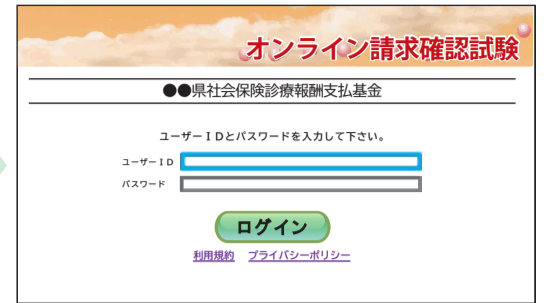 オンライン請求確認試験
●●県社会保険診療報酬支払基金
ユーザーＩＤとパスワードを入力して下さい。
ユーザーＩＤ
パスワード
ログイン
利用規約 プライバシーポリシー